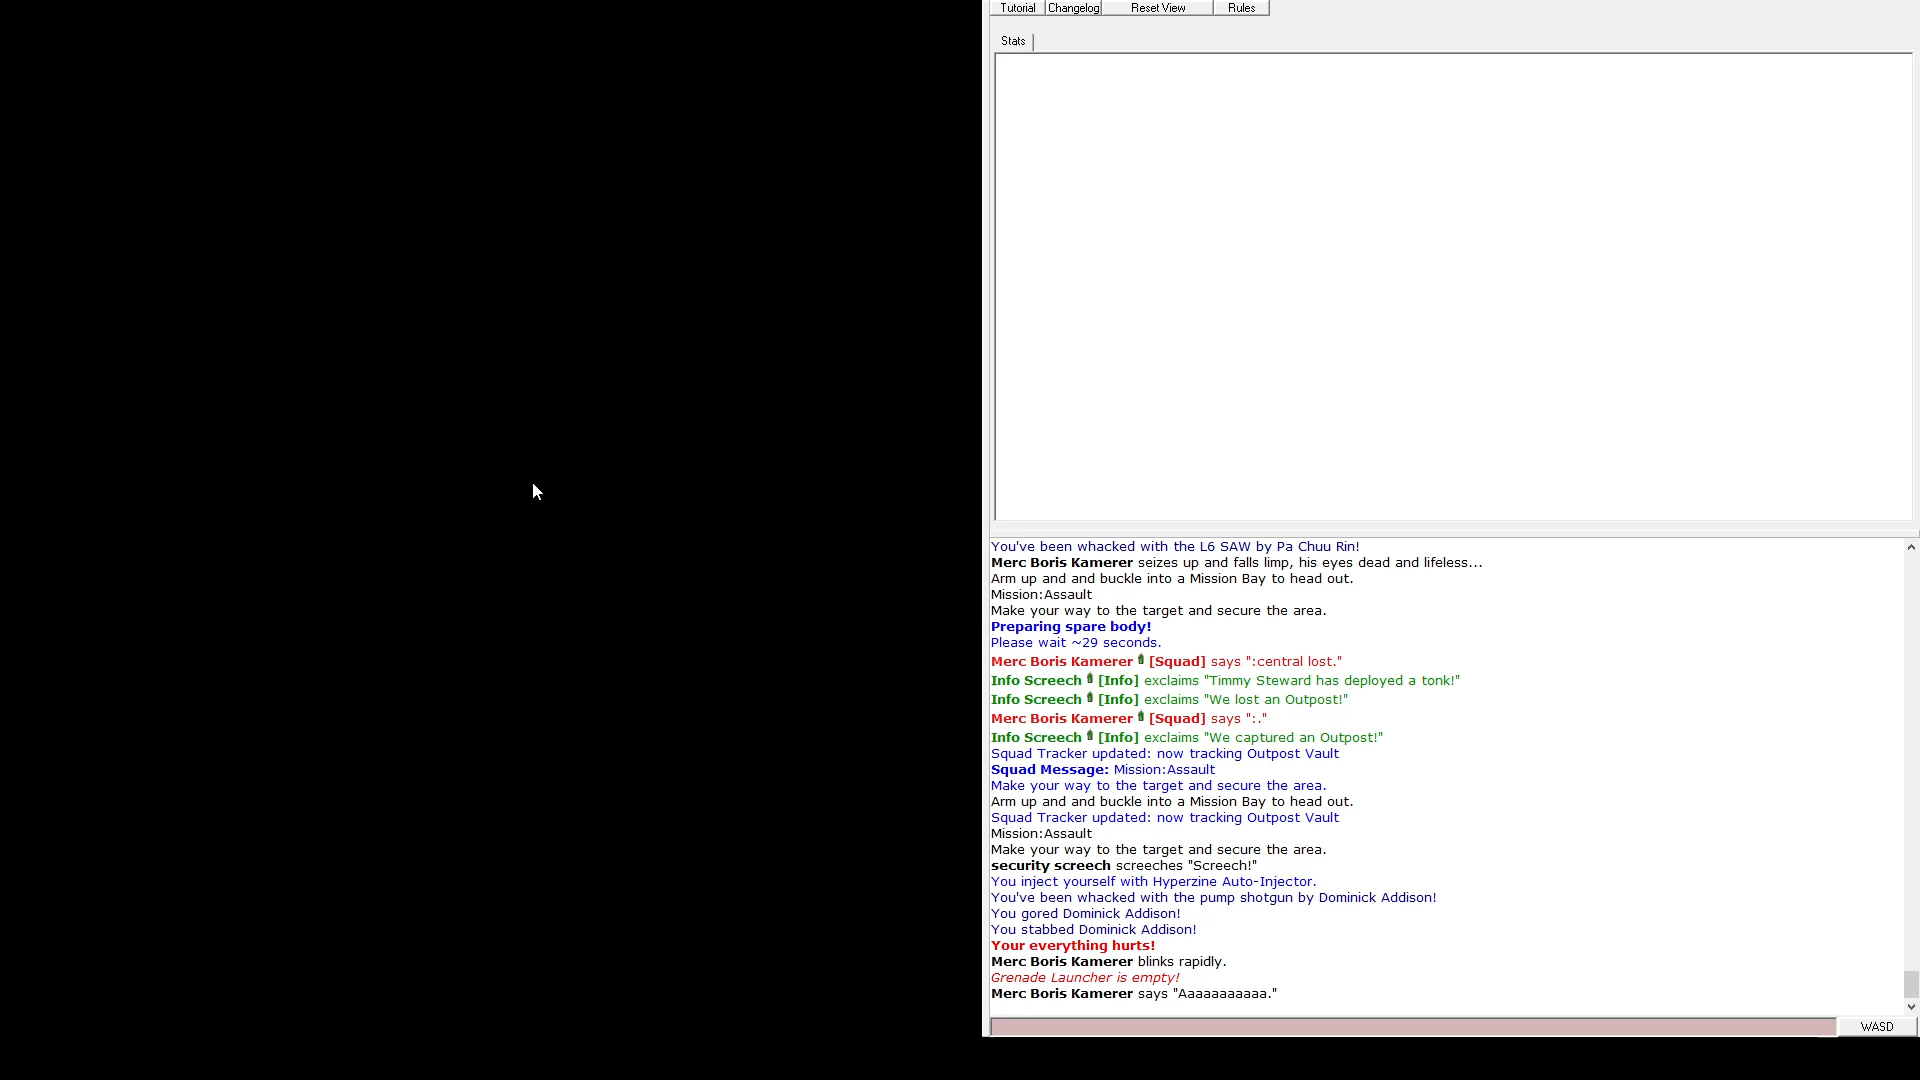 Tutorial Changelog Reset View Rules
Stats
You've been whacked with the L6 SAW by Pa Chuu Rin!
Merc Boris Kamerer seizes up and falls limp, his eyes dead and lifeless...
Arm up and and buckle into a Mission Bay to head out.
Mission:Assault
Make your way to the target and secure the area.
Preparing spare body!
Please wait ~29 seconds.
Merc Boris Kamerer [Squad] says ":central lost."
Info Screech [Info] exclaims "Timmy Steward has deployed a tonk!"
Info Screech [Info] exclaims "We lost an Outpost!"
Merc Boris Kamerer [Squad] says ":."
Info Screech [Info] exclaims "We captured an Outpost!"
Squad Tracker updated: now tracking Outpost Vault
Squad Message: Mission:Assault
Make your way to the target and secure the area.
Arm up and and buckle into a Mission Bay to head out.
Squad Tracker updated: now tracking Outpost Vault
Mission:Assault
Make your way to the target and secure the area.
security screech screeches "Screech!"
You inject yourself with Hyperzine Auto-Injector.
You've been whacked with the pump shotgun by Dominick Addison!
You gored Dominick Addison!
You stabbed Dominick Addison!
Your everything hurts!
Merc Boris Kamerer blinks rapidly.
Grenade Launcher is empty!
Merc Boris Kamerer says "Aaaaaaaaaaa."
WASD